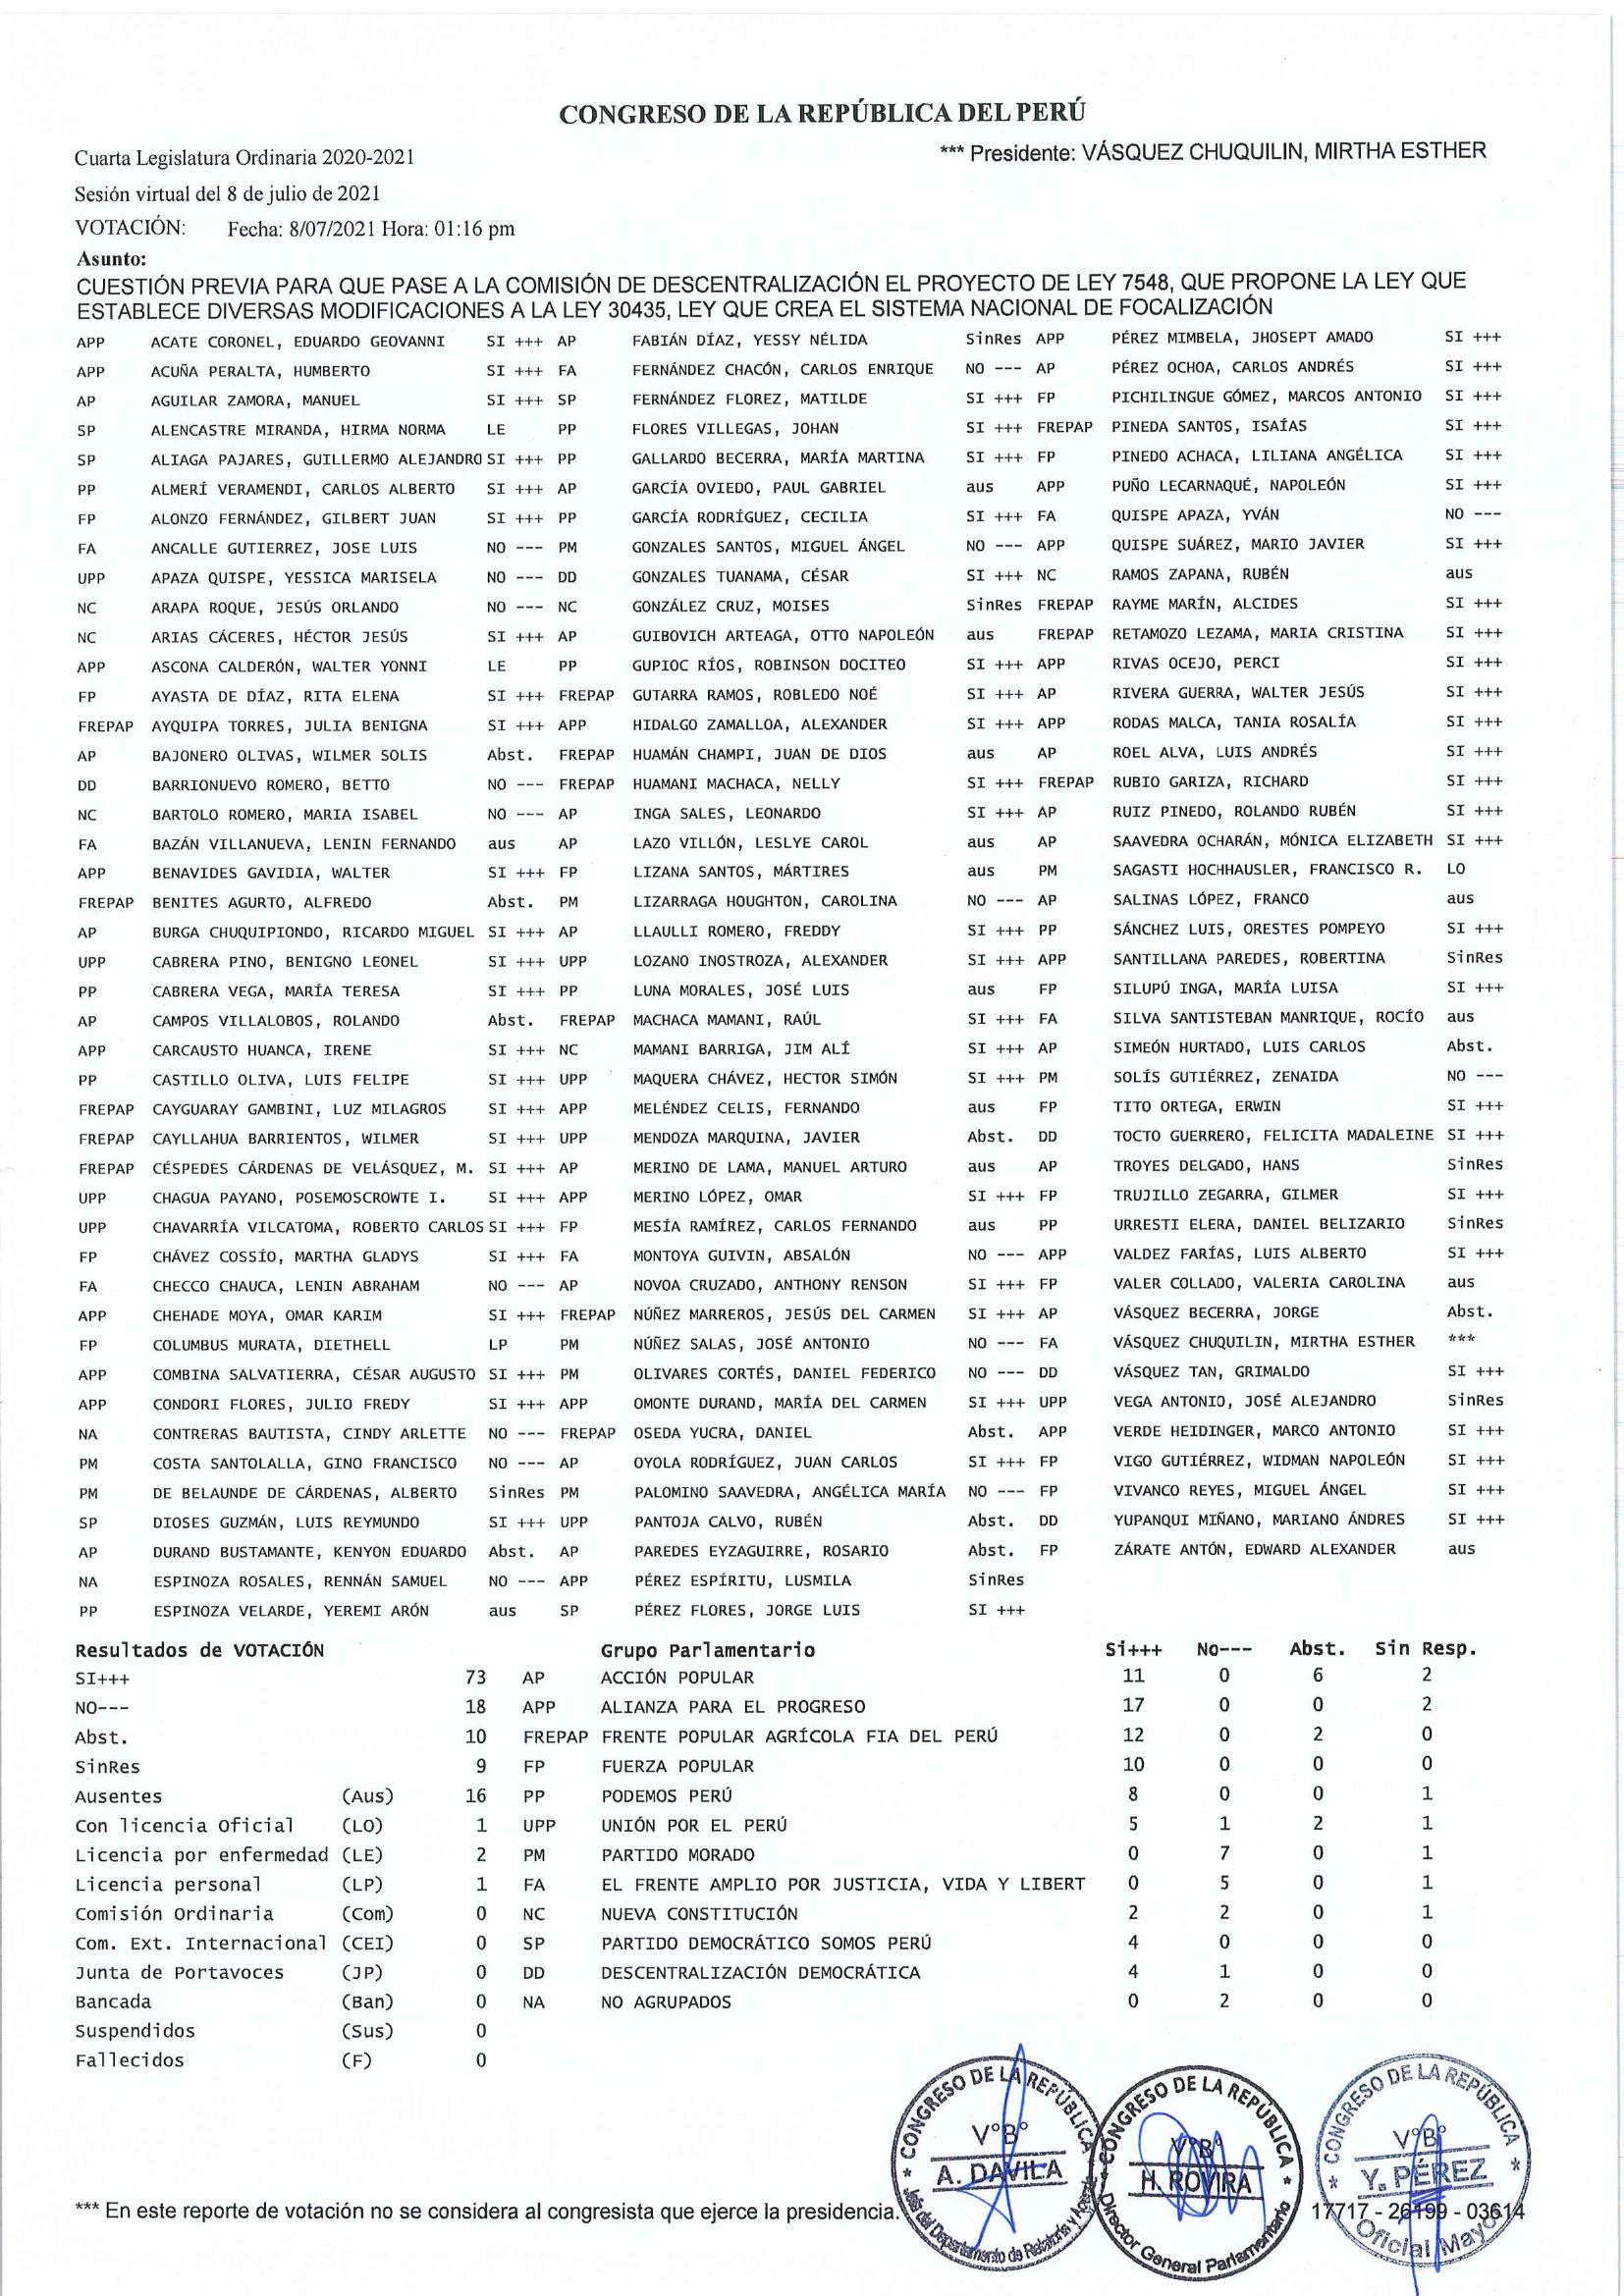 CONGRESO DE LA REPÚBLICA DEL PERÚ
Cuarta Legislatura Ordinaria 2020-2021 *** Presidente: VÁSQUEZ CHUQUILIN, MIRTHA ESTHER
Sesión virtual del 8 de julio de 2021
VOTACIÓN: Fecha: 8/07/2021 Hora: 01:16 pm
Asunto:
CUESTIÓN PREVIA PARA QUE PASE A LA COMISIÓN DE DESCENTRALIZACIÓN EL PROYECTO DE LEY 7548, QUE PROPONE LA LEY QUE
ESTABLECE DIVERSAS MODIFICACIONES A LA LEY 30435, LEY QUE CREA EL SISTEMA NACIONAL DE FOCALIZACIÓN
APP ACATE CORONEL, EDUARDO GEOVANNI SI +++ AP FABIÁN DÍAZ, YESSY NÉLIDA SinRes APP PÉREZ MIMBELA, JHOSEPT AMADO SI +++
APP ACUÑA PERALTA, HUMBERTO SI +++ FA FERNÁNDEZ CHACÓN, CARLOS ENRIQUE NO --- AP PÉREZ OCHOA, CARLOS ANDRÉS SI +++
AP AGUILAR ZAMORA, MANUEL SI +++ SP FERNÁNDEZ FLOREZ, MATILDE SI +++ FP PICHILINGUE GÓMEZ, MARCOS ANTONIO SI +++
SP ALENCASTRE MIRANDA, HIRMA NORMA LE PP FLORES VILLEGAS, JOHAN SI +++ FREPAP PINEDA SANTOS, ISAÍAS SI +++
SP ALIAGA PAJARES, GUILLERMO ALEJANDRO SI +++ PP GALLARDO BECERRA, MARÍA MARTINA SI +++ FP PINEDO ACHACA, LILIANA ANGÉLICA SI +++
PP ALMERÍ VERAMENDI, CARLOS ALBERTO SI +++ AP GARCÍA OVIEDO, PAUL GABRIEL aus APP PUÑO LECARNAQUÉ, NAPOLEÓN SI +++
FP ALONZO FERNÁNDEZ, GILBERT JUAN SI +++ PP GARCÍA RODRÍGUEZ, CECILIA SI +++ FA QUISPE APAZA, YVÁN NO ---
FA ANCALLE GUTIERREZ, JOSE LUIS NO --- PM GONZALES SANTOS, MIGUEL ÁNGEL NO --- APP QUISPE SUÁREZ, MARIO JAVIER SI +++
UPP APAZA QUISPE, YESSICA MARISELA NO --- DD GONZALES TUANAMA, CÉSAR SI +++ NC RAMOS ZAPANA, RUBÉN aus
NC ARAPA ROQUE, JESÚS ORLANDO NO --- NC GONZÁLEZ CRUZ, MOISES SinRes FREPAP RAYME MARÍN, ALCIDES SI +++
NC ARIAS CÁCERES, HÉCTOR JESÚS SI +++ AP GUIBOVICH ARTEAGA, OTTO NAPOLEÓN aus FREPAP RETAMOZO LEZAMA, MARIA CRISTINA SI +++
APP ASCONA CALDERÓN, WALTER YONNI LE PP GUPIOC RÍOS, ROBINSON DOCITEO SI +++ APP RIVAS OCEJO, PERCI SI +++
FP AYASTA DE DÍAZ, RITA ELENA SI +++ FREPAP GUTARRA RAMOS, ROBLEDO NOÉ SI +++ AP RIVERA GUERRA, WALTER JESÚS SI +++
FREPAP AYQUIPA TORRES, JULIA BENIGNA SI +++ APP HIDALGO ZAMALLOA, ALEXANDER SI +++ APP RODAS MALCA, TANIA ROSALÍA SI +++
AP BAJONERO OLIVAS, WILMER SOLIS Abst. FREPAP HUAMÁN CHAMPI, JUAN DE DIOS aus AP ROEL ALVA, LUIS ANDRÉS SI +++
DD BARRIONUEVO ROMERO, BETTO NO --- FREPAP HUAMANI MACHACA, NELLY SI +++ FREPAP RUBIO GARIZA, RICHARD SI +++
NC BARTOLO ROMERO, MARIA ISABEL NO --- AP INGA SALES, LEONARDO SI +++ AP RUIZ PINEDO, ROLANDO RUBÉN SI +++
FA BAZÁN VILLANUEVA, LENIN FERNANDO aus AP LAZO VILLÓN, LESLYE CAROL aus AP SAAVEDRA OCHARÁN, MÓNICA ELIZABETH SI +++
APP BENAVIDES GAVIDIA, WALTER SI +++ FP LIZANA SANTOS, MÁRTIRES aus PM SAGASTI HOCHHAUSLER, FRANCISCO R. LO
FREPAP BENITES AGURTO, ALFREDO Abst. PM LIZARRAGA HOUGHTON, CAROLINA NO --- AP SALINAS LÓPEZ, FRANCO aus
AP BURGA CHUQUIPIONDO, RICARDO MIGUEL SI +++ AP LLAULLI ROMERO, FREDDY SI +++ PP SÁNCHEZ LUIS, ORESTES POMPEYO SI +++
UPP CABRERA PINO, BENIGNO LEONEL SI +++ UPP LOZANO INOSTROZA, ALEXANDER SI +++ APP SANTILLANA PAREDES, ROBERTINA SinRes
PP CABRERA VEGA, MARÍA TERESA SI +++ PP LUNA MORALES, JOSÉ LUIS aus FP SILUPÚ INGA, MARÍA LUISA SI +++
AP CAMPOS VILLALOBOS, ROLANDO Abst. FREPAP MACHACA MAMANI, RAÚL SI +++ FA SILVA SANTISTEBAN MANRIQUE, ROCÍO aus
APP CARCAUSTO HUANCA, IRENE SI +++ NC MAMANI BARRIGA, JIM ALÍ SI +++ AP SIMEÓN HURTADO, LUIS CARLOS Abst.
PP CASTILLO OLIVA, LUIS FELIPE SI +++ UPP MAQUERA CHÁVEZ, HECTOR SIMÓN SI +++ PM SOLÍS GUTIÉRREZ, ZENAIDA NO ---
FREPAP CAYGUARAY GAMBINI, LUZ MILAGROS SI +++ APP MELÉNDEZ CELIS, FERNANDO aus FP TITO ORTEGA, ERWIN SI +++
FREPAP CAYLLAHUA BARRIENTOS, WILMER SI +++ UPP MENDOZA MARQUINA, JAVIER Abst. DD TOCTO GUERRERO, FELICITA MADALEINE SI +++
FREPAP CÉSPEDES CÁRDENAS DE VELÁSQUEZ, M. SI +++ AP MERINO DE LAMA, MANUEL ARTURO aus AP TROYES DELGADO, HANS SinRes
UPP CHAGUA PAYANO, POSEMOSCROWTE I. SI +++ APP MERINO LÓPEZ, OMAR SI +++ FP TRUJILLO ZEGARRA, GILMER SI +++
UPP CHAVARRÍA VILCATOMA, ROBERTO CARLOS SI +++ FP MESÍA RAMÍREZ, CARLOS FERNANDO aus PP URRESTI ELERA, DANIEL BELIZARIO SinRes
FP CHÁVEZ COSSÍO, MARTHA GLADYS SI +++ FA MONTOYA GUIVIN, ABSALÓN NO --- APP VALDEZ FARÍAS, LUIS ALBERTO SI +++
FA CHECCO CHAUCA, LENIN ABRAHAM NO --- AP NOVOA CRUZADO, ANTHONY RENSON SI +++ FP VALER COLLADO, VALERIA CAROLINA aus
APP CHEHADE MOYA, OMAR KARIM SI +++ FREPAP NÚÑEZ MARREROS, JESÚS DEL CARMEN SI +++ AP VÁSQUEZ BECERRA, JORGE Abst.
FP COLUMBUS MURATA, DIETHELL LP PM NÚÑEZ SALAS, JOSÉ ANTONIO NO --- FA VÁSQUEZ CHUQUILIN, MIRTHA ESTHER ***
APP COMBINA SALVATIERRA, CÉSAR AUGUSTO SI +++ PM OLIVARES CORTÉS, DANIEL FEDERICO NO --- DD VÁSQUEZ TAN, GRIMALDO SI +++
APP CONDORI FLORES, JULIO FREDY SI +++ APP OMONTE DURAND, MARÍA DEL CARMEN SI +++ UPP VEGA ANTONIO, JOSÉ ALEJANDRO SinRes
NA CONTRERAS BAUTISTA, CINDY ARLETTE NO --- FREPAP OSEDA YUCRA, DANIEL Abst. APP VERDE HEIDINGER, MARCO ANTONIO SI +++
PM COSTA SANTOLALLA, GINO FRANCISCO NO --- AP OYOLA RODRÍGUEZ, JUAN CARLOS SI +++ FP VIGO GUTIÉRREZ, WIDMAN NAPOLEÓN SI +++
PM DE BELAUNDE DE CÁRDENAS, ALBERTO SinRes PM PALOMINO SAAVEDRA, ANGÉLICA MARÍA NO --- FP VIVANCO REYES, MIGUEL ÁNGEL SI +++
SP DIOSES GUZMÁN, LUIS REYMUNDO SI +++ UPP PANTOJA CALVO, RUBÉN Abst. DD YUPANQUI MIÑANO, MARIANO ÁNDRES SI +++
AP DURAND BUSTAMANTE, KENYON EDUARDO Abst. AP PAREDES EYZAGUIRRE, ROSARIO Abst. FP ZÁRATE ANTÓN, EDWARD ALEXANDER aus
NA ESPINOZA ROSALES, RENNÁN SAMUEL NO --- APP PÉREZ ESPÍRITU, LUSMILA SinRes
PP ESPINOZA VELARDE, YEREMI ARÓN aus SP PÉREZ FLORES, JORGE LUIS SI +++
Resultados de VOTACIÓN Grupo Parlamentario Si+++ No--- Abst. Sin Resp.
SI+++ 73 AP ACCIÓN POPULAR 11 0 6 2
NO--- 18 APP ALIANZA PARA EL PROGRESO 17 0 0 2
Abst. 10 FREPAP FRENTE POPULAR AGRÍCOLA FIA DEL PERÚ 12 0 2 0
SinRes 9 FP FUERZA POPULAR 10 0 0 0
Ausentes (Aus) 16 PP PODEMOS PERÚ 8 0 0 1
Con licencia Oficial (LO) 1 UPP UNIÓN POR EL PERÚ 5 1 2 1
Licencia por enfermedad (LE) 2 PM PARTIDO MORADO 0 7 0 1
Licencia personal (LP) 1 FA EL FRENTE AMPLIO POR JUSTICIA, VIDA Y LIBERT 0 5 0 1
Comisión Ordinaria (Com) 0 NC NUEVA CONSTITUCIÓN 2 2 0 1
Com. Ext. Internacional (CEI) 0 SP PARTIDO DEMOCRÁTICO SOMOS PERÚ 4 0 0 0
Junta de Portavoces (JP) 0 DD DESCENTRALIZACIÓN DEMOCRÁTICA 4 1 0 0
Bancada (Ban) 0 NA NO AGRUPADOS 0 2 0 0
Suspendidos (Sus) 0
Fallecidos (F) 0
* CONGRESO DE LA REPÚBLICA
V°B°
A. DAVILA
Jefe del Departamento de Relatoría y
* CONGRESO DE LA REPÚBLICA *
V°B°
H. ROVIRA
Director General Parlamentario
* CONGRESO DE LA REPÚBLICA *
V°B°
Y. PÉREZ
Oficial Mayor
*** En este reporte de votación no se considera al congresista que ejerce la presidencia. 17717 - 26199 - 03614